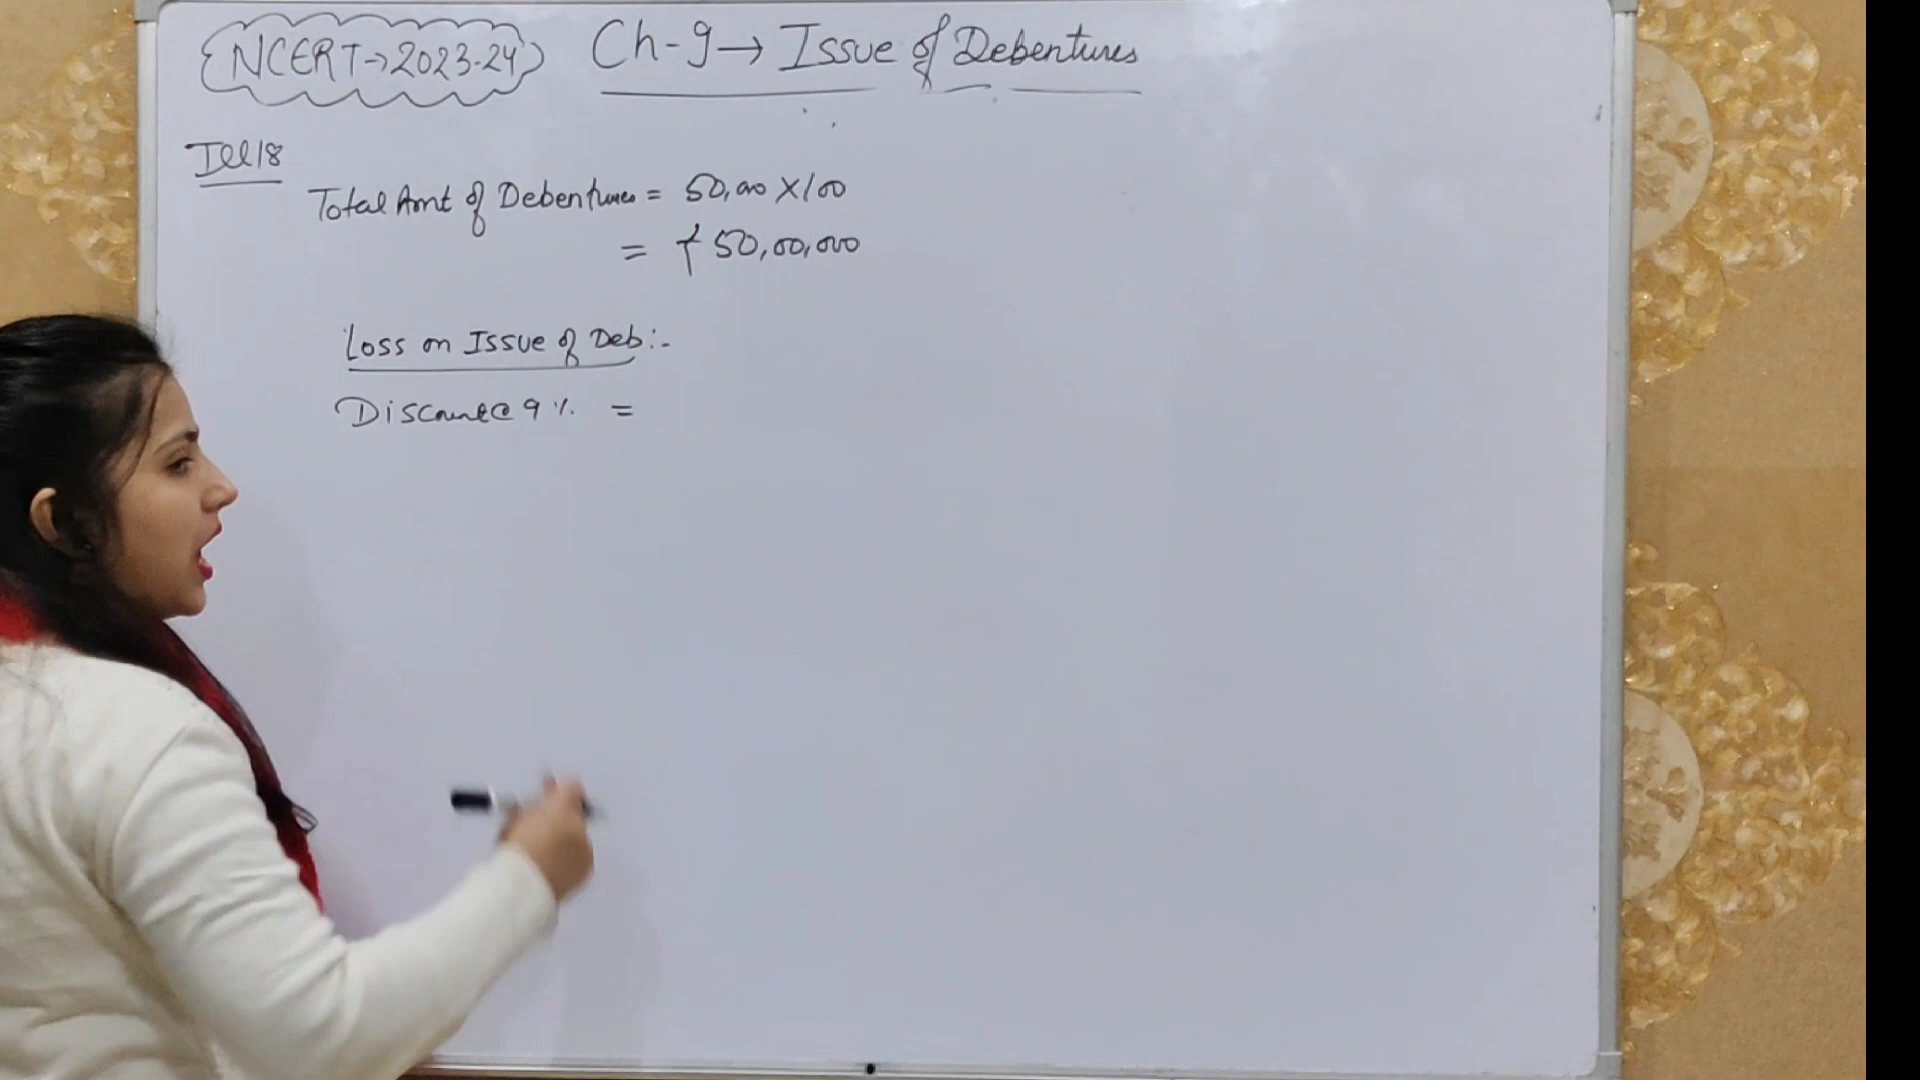 NCERT→2023-24 Ch-9→ Issue of Debentures
Ill 18
Total Amt of Debentures = 50,000 X 100
= ₹ 50,00,000
Loss on Issue of Deb:-
Discount@ 9% =